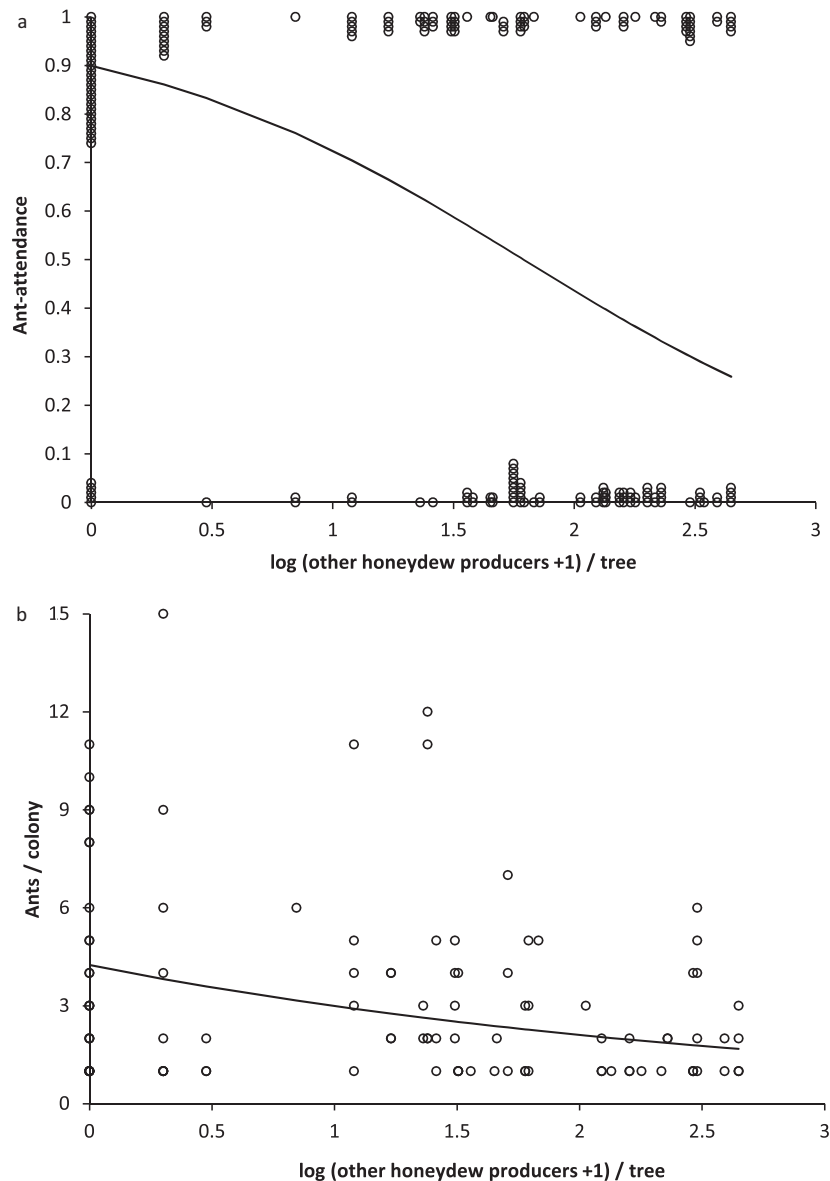 a
1
0.9
0.8
0.7
0.6
0.5
0.4
0.3
0.2
0.1
0
Ant-attendance
0 0.5 1 1.5 2 2.5 3
log (other honeydew producers +1) / tree
b
15
12
9
6
3
0
Ants / colony
0 0.5 1 1.5 2 2.5 3
log (other honeydew producers +1) / tree